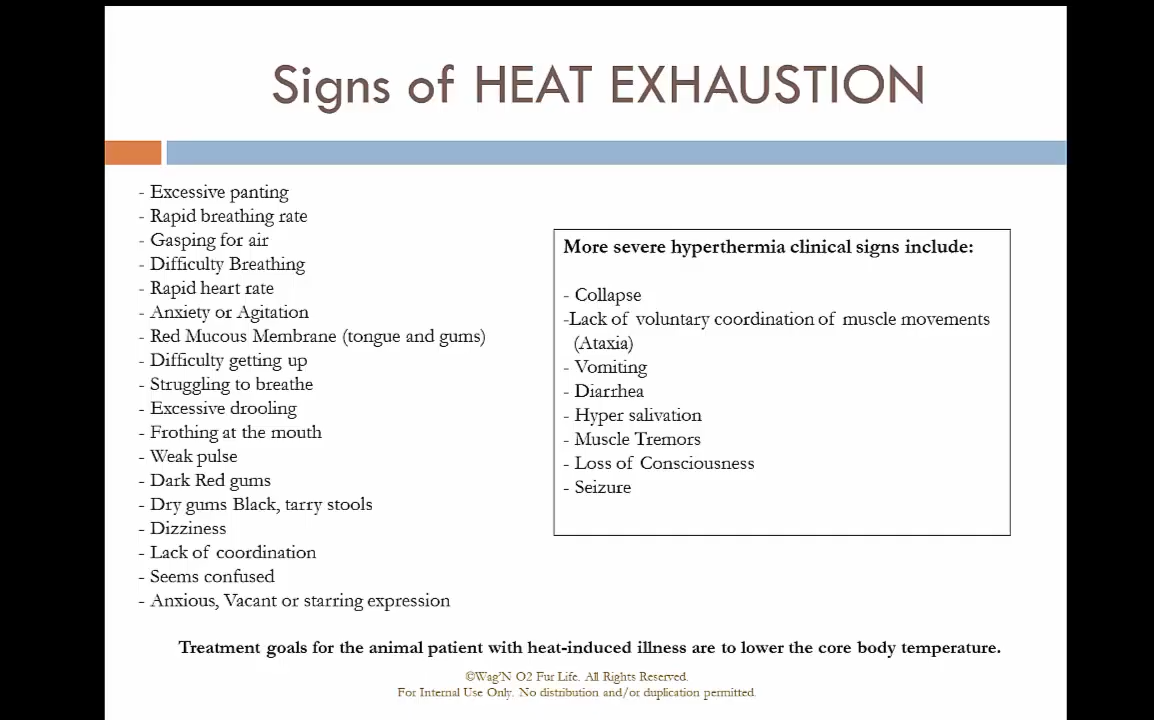 Signs of HEAT EXHAUSTION
- Excessive panting
- Rapid breathing rate
- Gasping for air
- Difficulty Breathing
- Rapid heart rate
- Anxiety or Agitation
- Red Mucous Membrane (tongue and gums)
- Difficulty getting up
- Struggling to breathe
- Excessive drooling
- Frothing at the mouth
- Weak pulse
- Dark Red gums
- Dry gums Black, tarry stools
- Dizziness
- Lack of coordination
- Seems confused
- Anxious, Vacant or starring expression
More severe hyperthermia clinical signs include:
- Collapse
-Lack of voluntary coordination of muscle movements
(Ataxia)
- Vomiting
- Diarrhea
- Hyper salivation
- Muscle Tremors
- Loss of Consciousness
- Seizure
Treatment goals for the animal patient with heat-induced illness are to lower the core body temperature.
©Wag'N O2 Fur Life. All Rights Reserved.
For Internal Use Only. No distribution and/or duplication permitted.